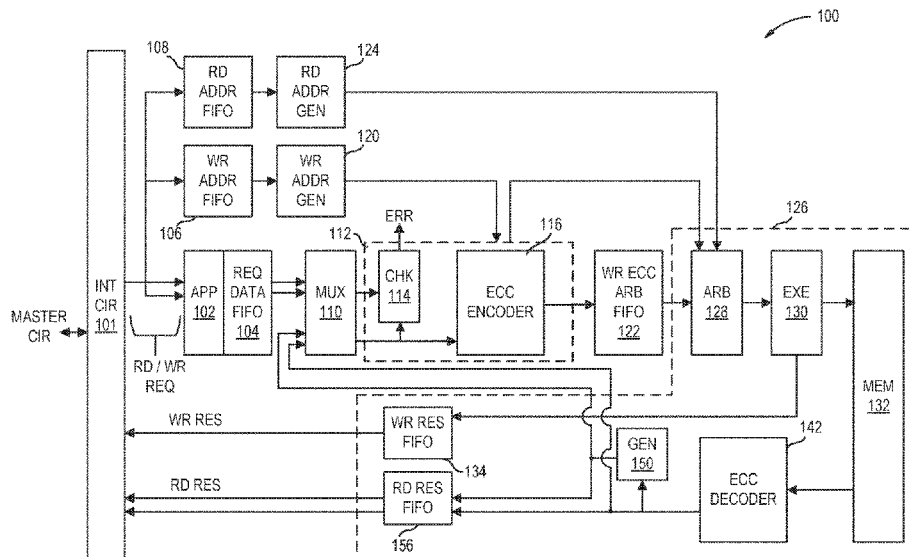 100
108
RD
ADDR
FIFO
124
RD
ADDR
GEN
WR
ADDR
FIFO
106
120
WR
ADDR
GEN
126
ERR
112
116
INT
CIR
101
MASTER
CIR
RD / WR
REQ
APP
102
REQ
DATA
FIFO
104
MUX
110
CHK
114
ECC
ENCODER
WR ECC
ARB
FIFO
122
ARB
128
EXE
130
MEM
132
WR RES
WR RES
FIFO
134
GEN
150
142
ECC
DECODER
RD RES
RD RES
FIFO
156